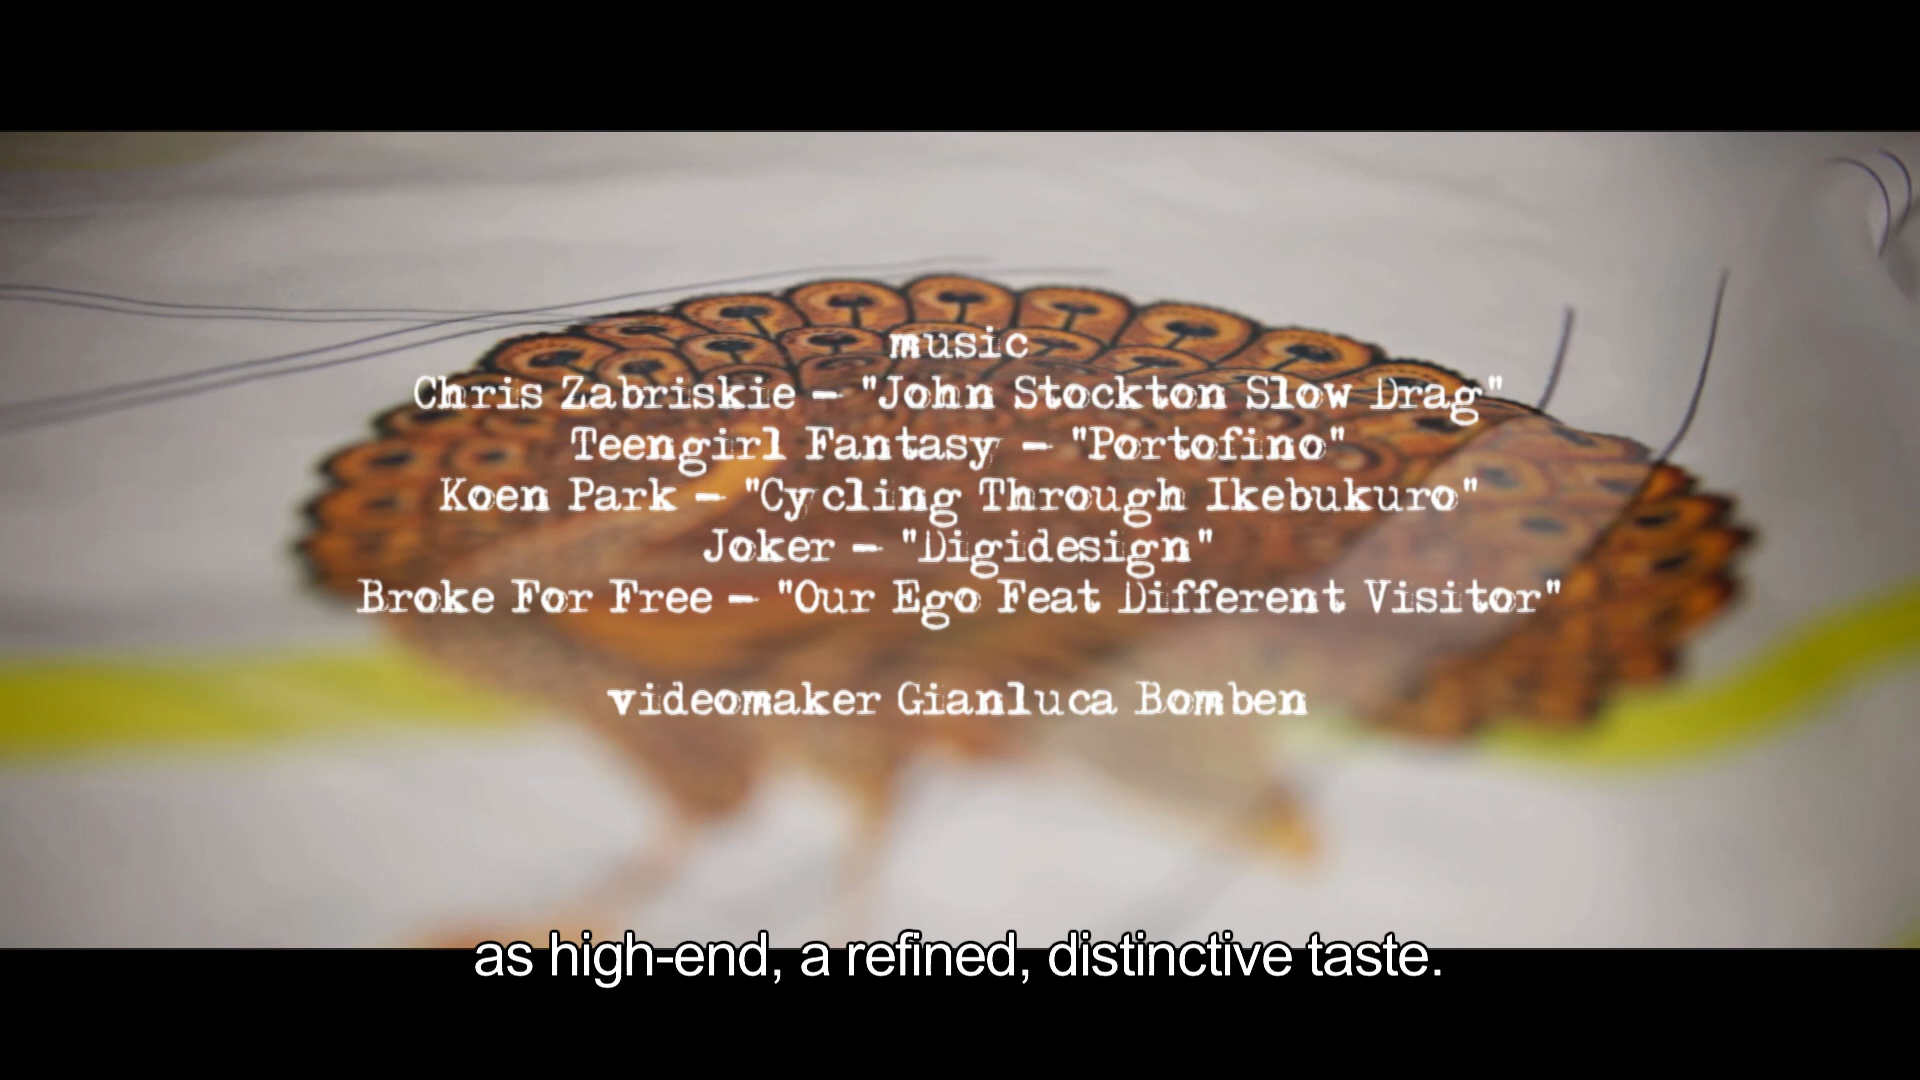 music
Chris Zabriskie - "John Stockton Slow Drag"
Teengirl Fantasy - "Portofino"
Koen Park - "Cycling Through Ikebukuro"
Joker - "Digidesign"
Broke For Free - "Our Ego Feat Different Visitor"
videomaker Gianluca Bomben
as high-end, a refined, distinctive taste.